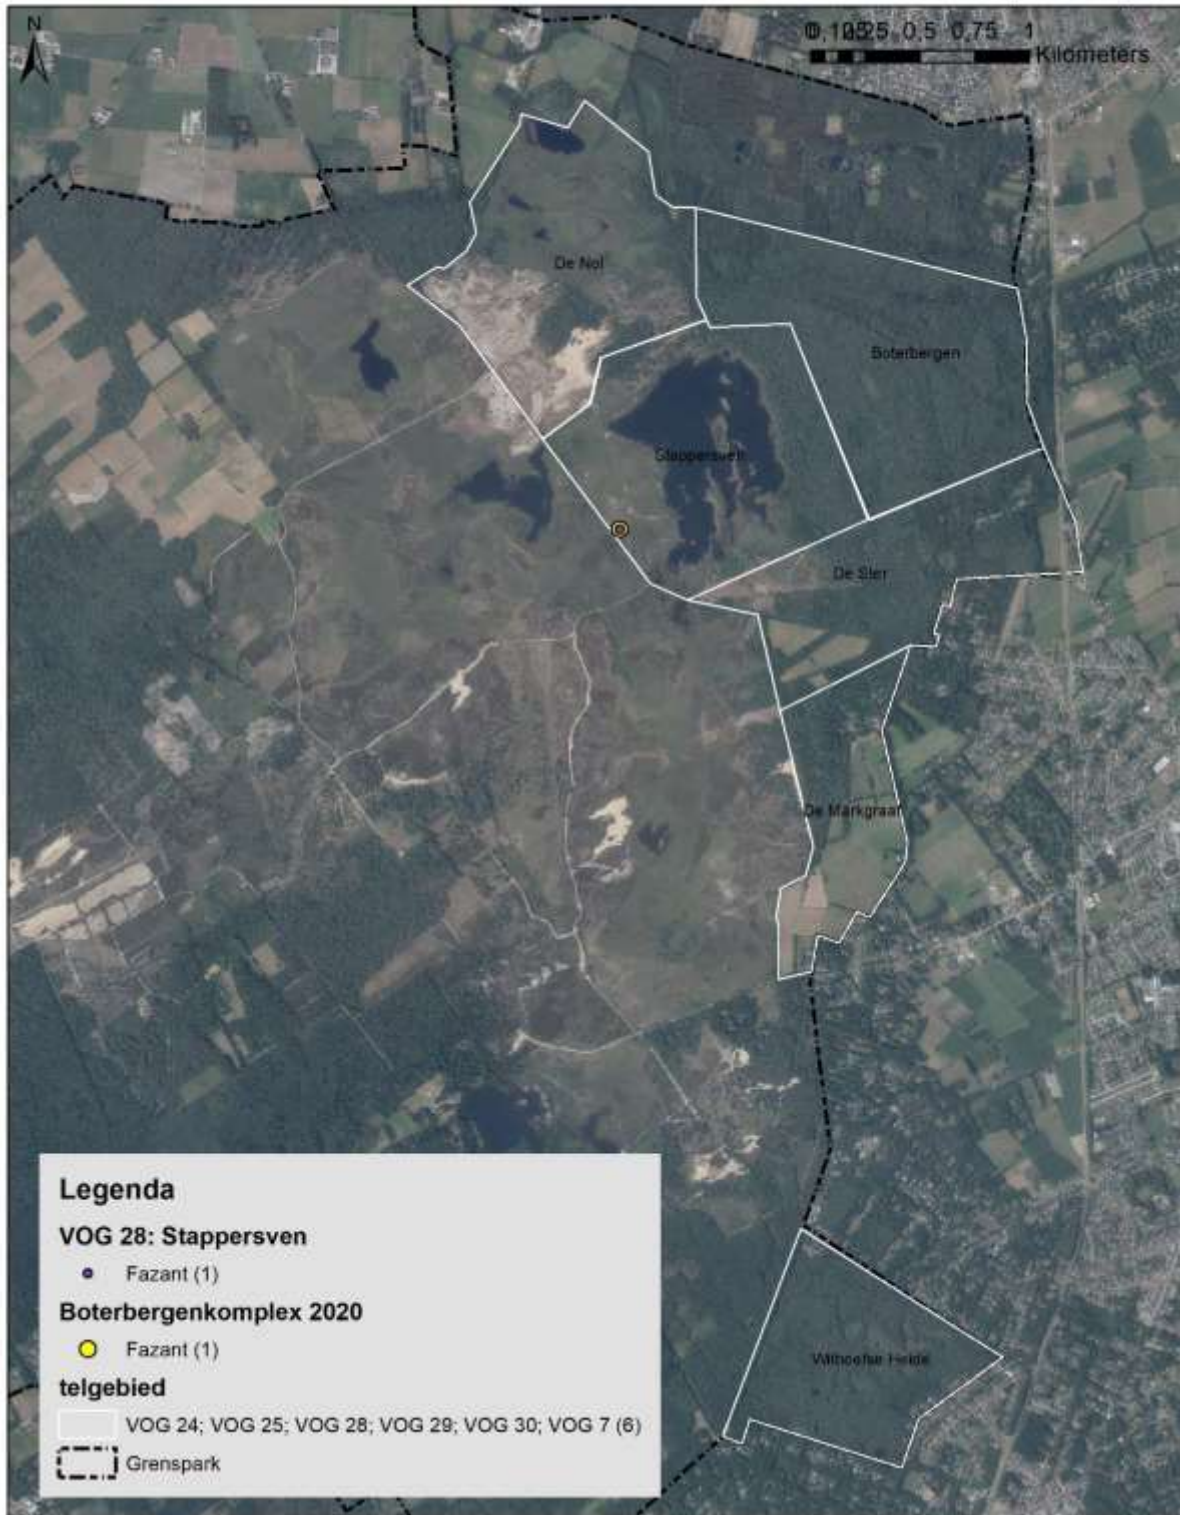 N
0,5 0,75 1
Kilometers
De Nol
Boterbergen
Stappersven
De Ster
De Markgraaf
Withoefse Heide
Legenda
VOG 28: Stappersven
Fazant (1)
Boterbergenkomplex 2020
Fazant (1)
telgebied
VOG 24; VOG 25; VOG 28; VOG 29; VOG 30; VOG 7 (6)
Grenspark